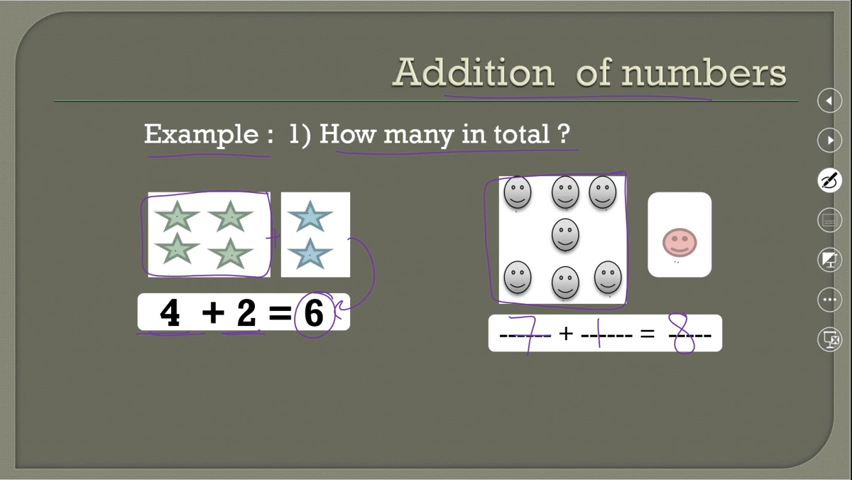 Addition of numbers
Example : 1) How many in total ?
4 + 2 = 6
7 + 1 = 8